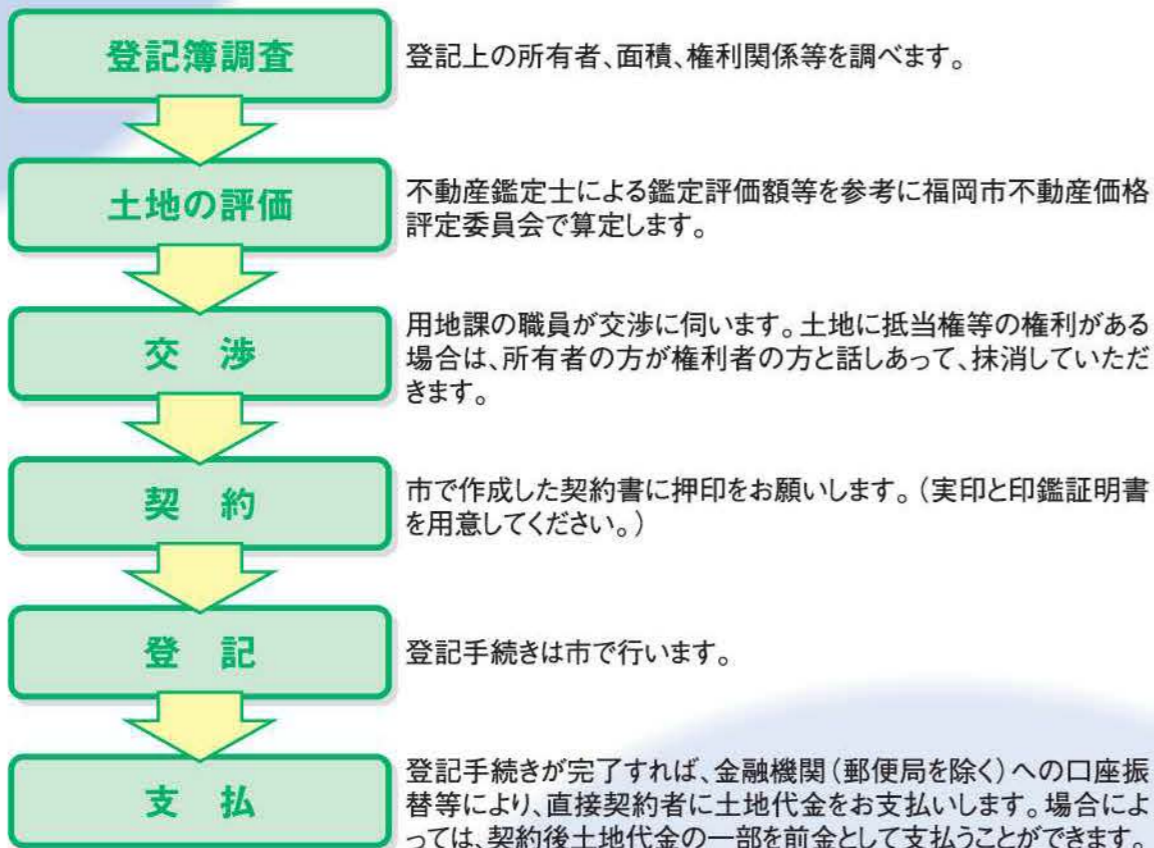 登記簿調査
登記上の所有者、面積、権利関係等を調べます。
土地の評価
不動産鑑定士による鑑定評価額等を参考に福岡市不動産価格
評定委員会で算定します。
交 渉
用地課の職員が交渉に伺います。土地に抵当権等の権利がある
場合は、所有者の方が権利者の方と話しあって、抹消していただ
きます。
契 約
市で作成した契約書に押印をお願いします。(実印と印鑑証明書
を用意してください。)
登 記
登記手続きは市で行います。
支 払
登記手続きが完了すれば、金融機関(郵便局を除く)への口座振
替等により、直接契約者に土地代金をお支払いします。場合によ
っては、契約後土地代金の一部を前金として支払うことができます。